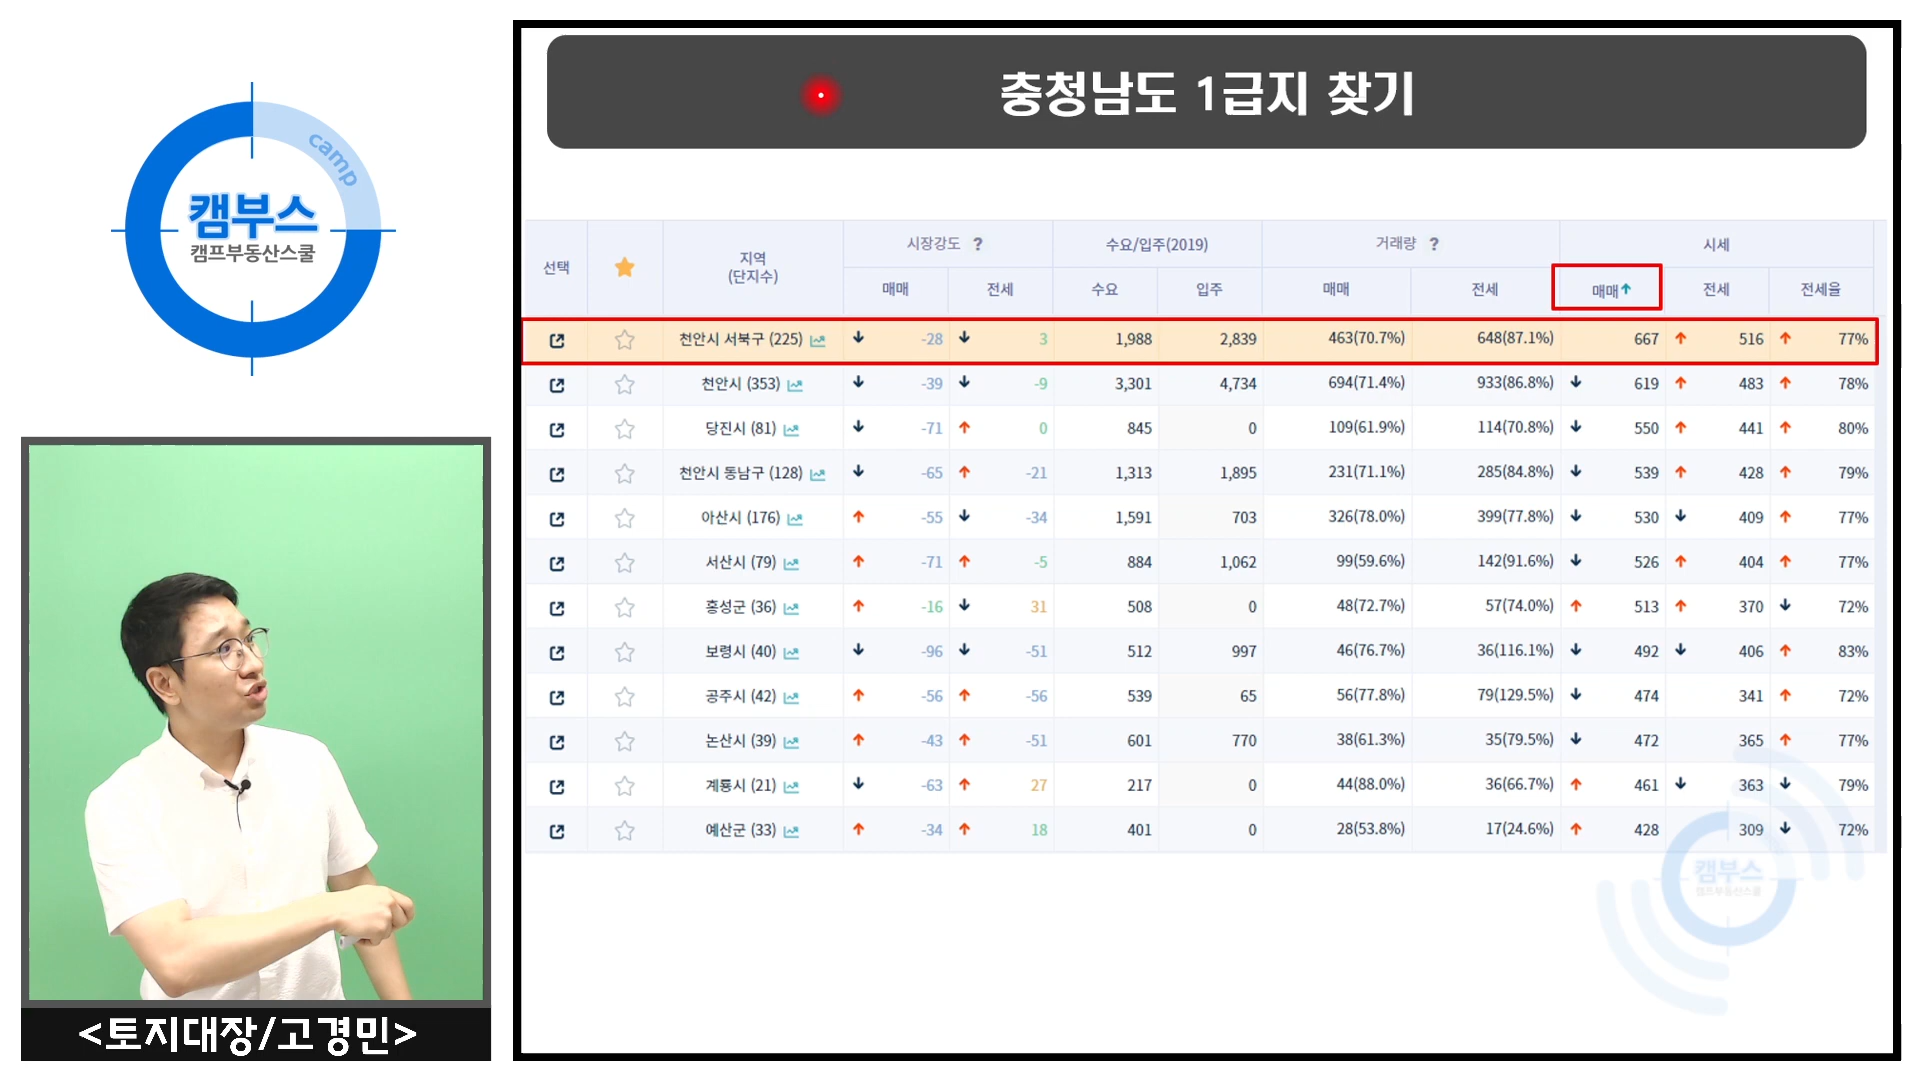 camp
캠부스
캠프부동산스쿨
<토지대장/고경민>
충청남도 1급지 찾기
선택 지역 (단지수) 시장강도 ? 수요/입주(2019) 거래량 ? 시세
매매 전세 수요 입주 매매 전세 매매↑ 전세 전세율
천안시 서북구 (225) ↓ -28 ↓ 3 1,988 2,839 463(70.7%) 648(87.1%) 667 ↑ 516 ↑ 77%
천안시 (353) ↓ -39 ↓ -9 3,301 4,734 694(71.4%) 933(86.8%) ↓ 619 ↑ 483 ↑ 78%
당진시 (81) ↓ -71 ↑ 0 845 0 109(61.9%) 114(70.8%) ↓ 550 ↑ 441 ↑ 80%
천안시 동남구 (128) ↓ -65 ↑ -21 1,313 1,895 231(71.1%) 285(84.8%) ↓ 539 ↑ 428 ↑ 79%
아산시 (176) ↑ -55 ↓ -34 1,591 703 326(78.0%) 399(77.8%) ↓ 530 ↓ 409 ↑ 77%
서산시 (79) ↑ -71 ↑ -5 884 1,062 99(59.6%) 142(91.6%) ↓ 526 ↑ 404 ↑ 77%
홍성군 (36) ↑ -16 ↓ 31 508 0 48(72.7%) 57(74.0%) ↑ 513 ↑ 370 ↓ 72%
보령시 (40) ↓ -96 ↓ -51 512 997 46(76.7%) 36(116.1%) ↓ 492 ↓ 406 ↑ 83%
공주시 (42) ↑ -56 ↑ -56 539 65 56(77.8%) 79(129.5%) ↓ 474 341 ↑ 72%
논산시 (39) ↑ -43 ↑ -51 601 770 38(61.3%) 35(79.5%) ↓ 472 365 ↑ 77%
계룡시 (21) ↓ -63 ↑ 27 217 0 44(88.0%) 36(66.7%) ↑ 461 ↓ 363 ↓ 79%
예산군 (33) ↑ -34 ↑ 18 401 0 28(53.8%) 17(24.6%) ↑ 428 309 ↓ 72%
캠부스
캠프부동산스쿨